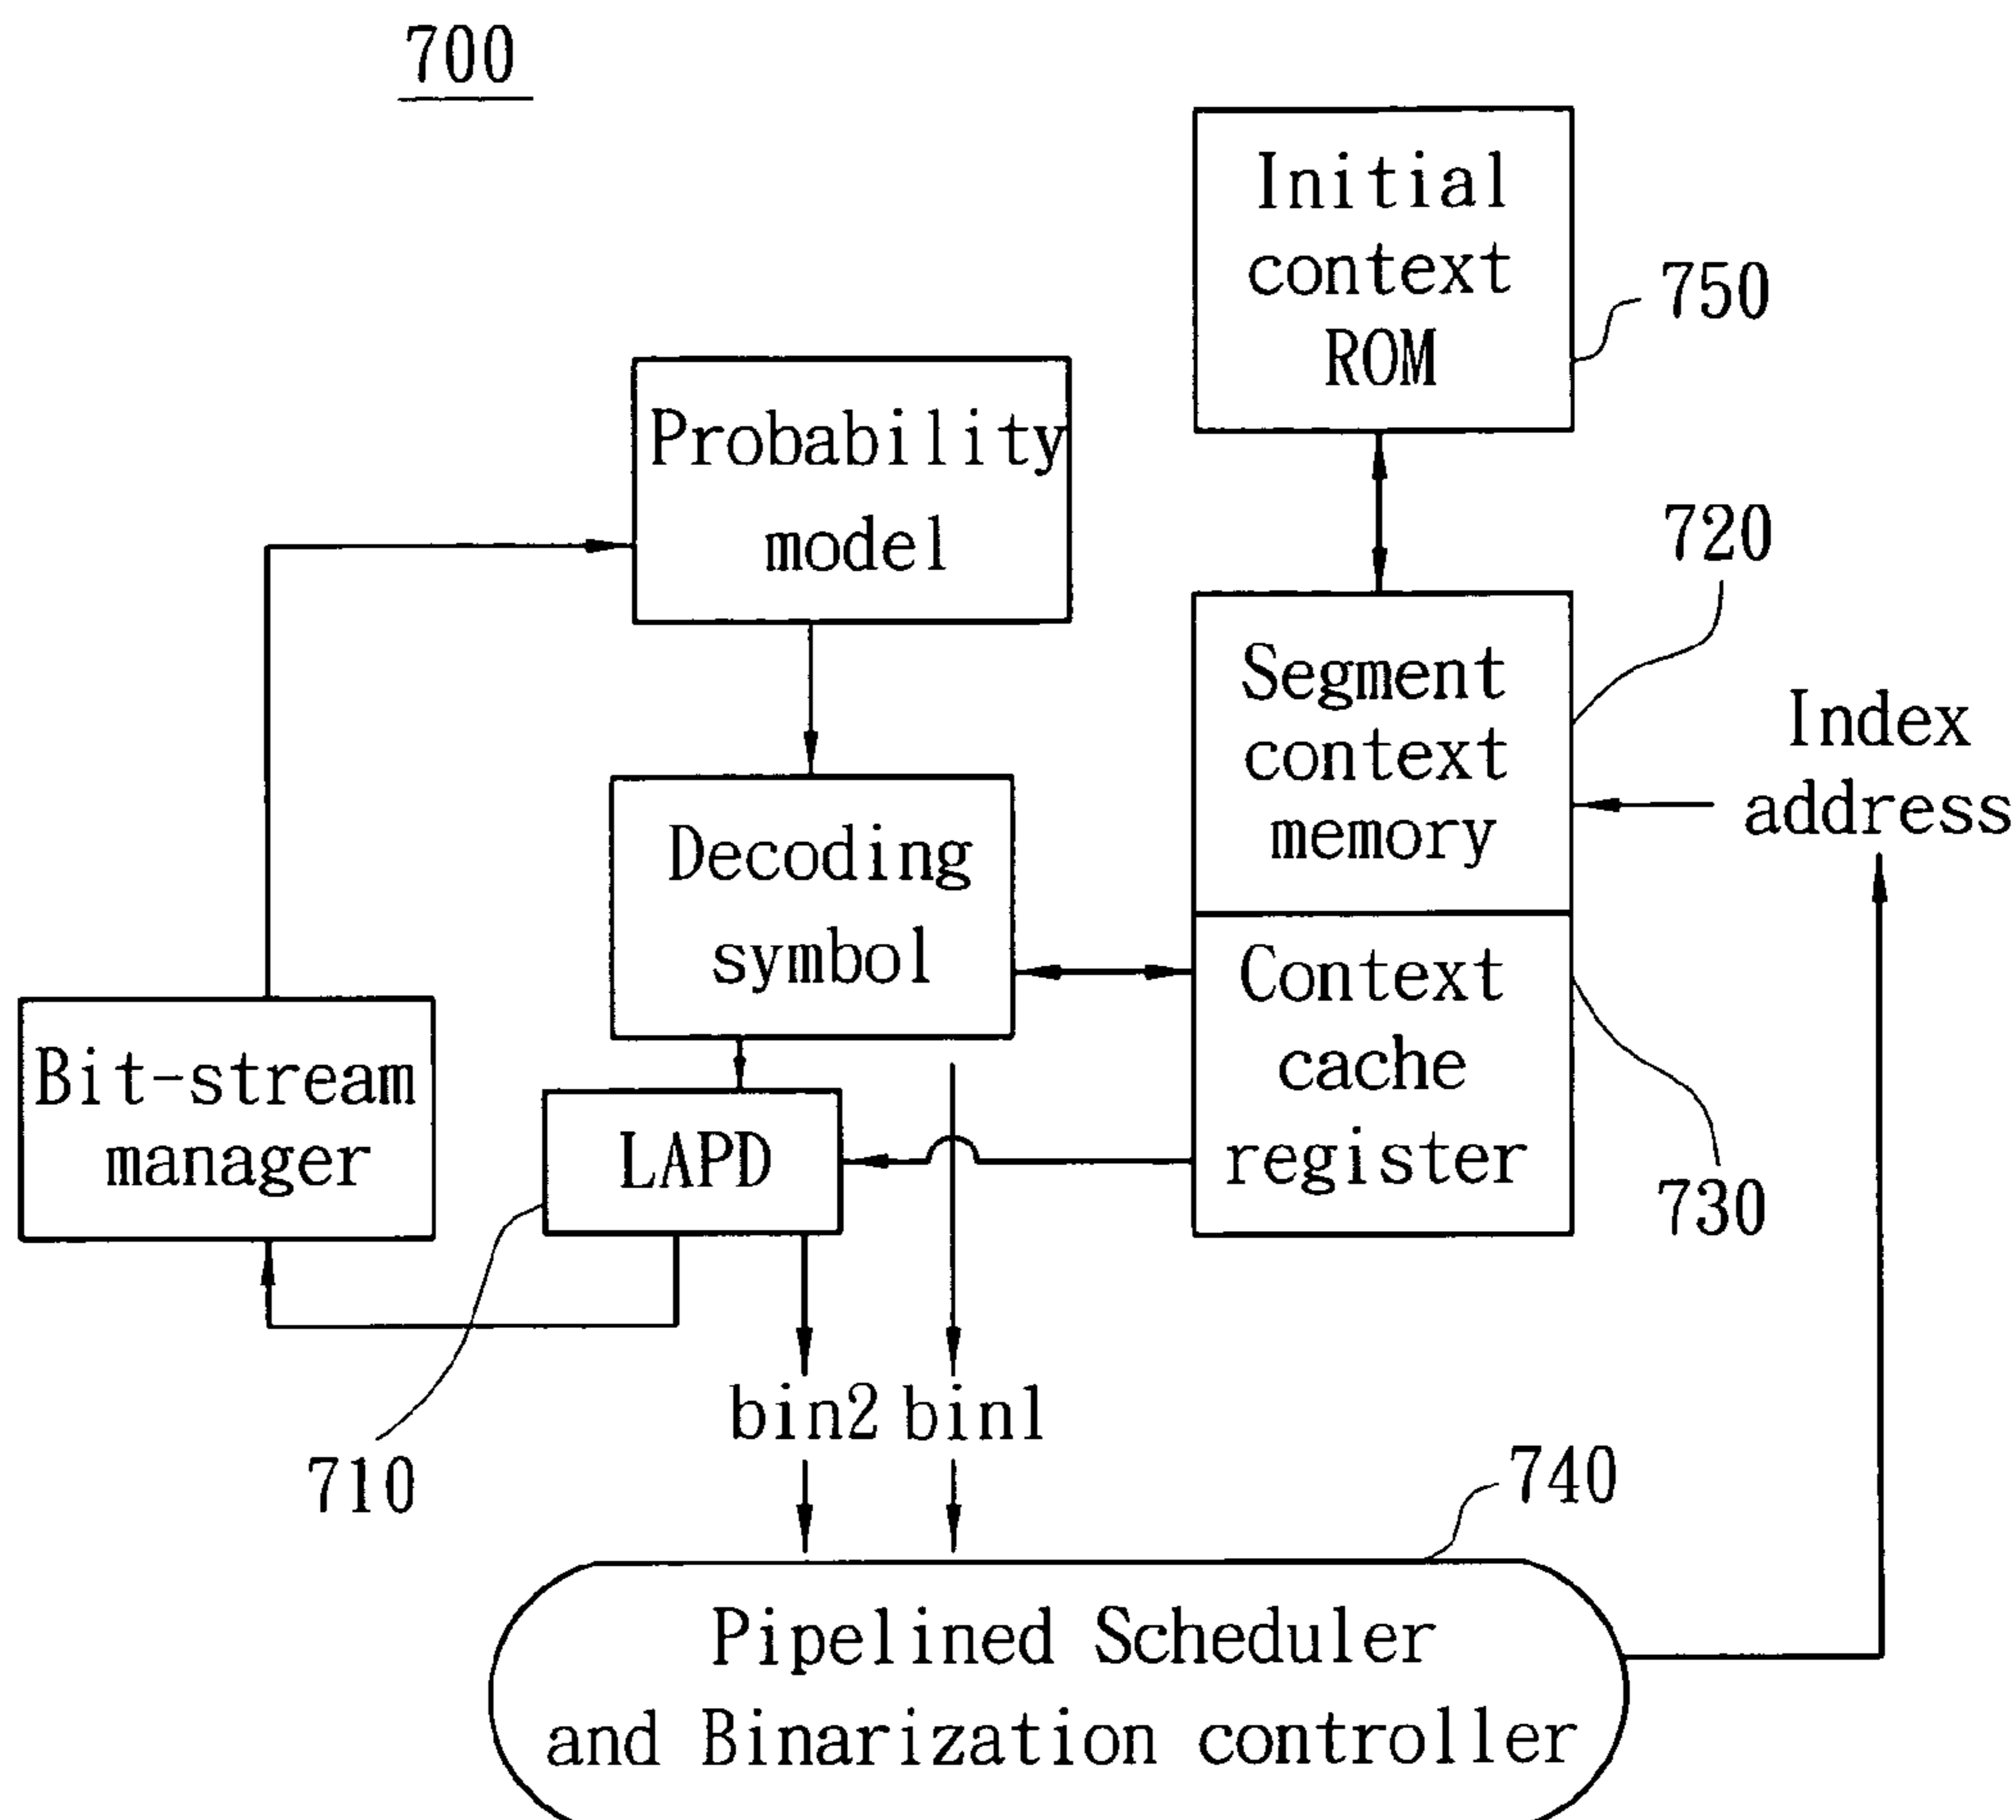 700
Initial
context
ROM
750
Probability
model
720
Segment
context
memory
Index
address
Decoding
symbol
Context
cache
register
730
Bit-stream
manager
LAPD
710
bin2 bin1
740
Pipelined Scheduler
and Binarization controller